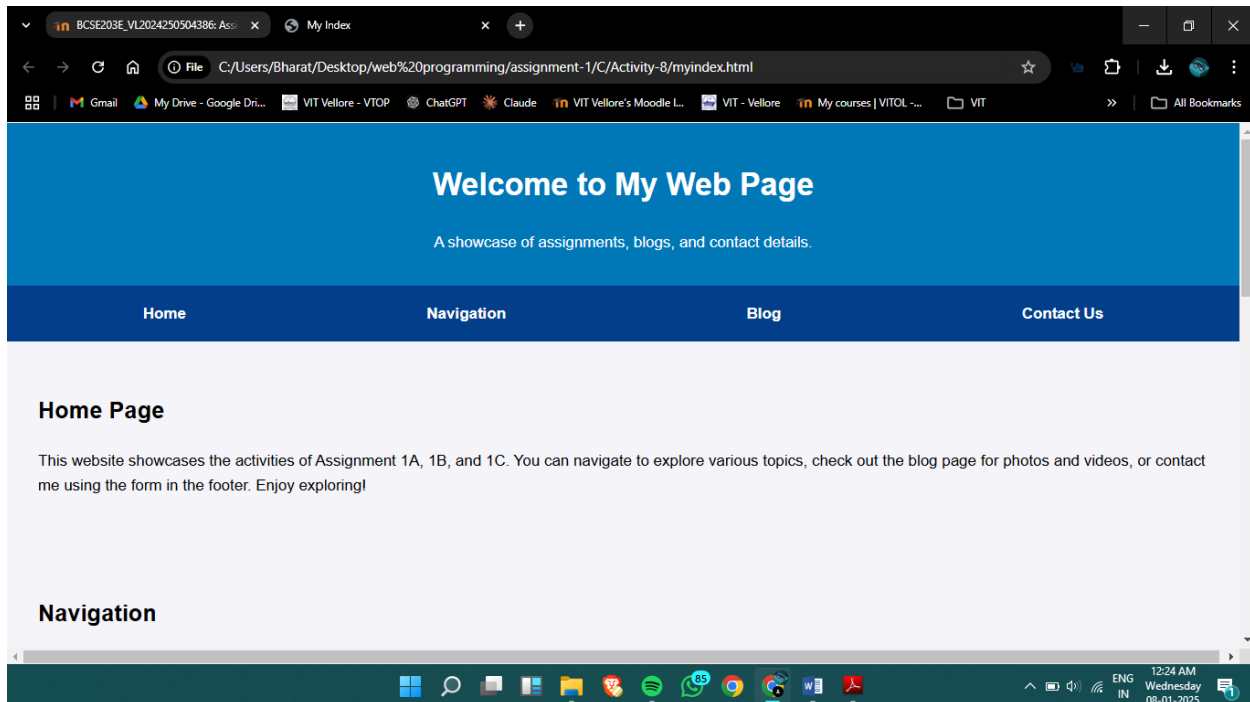 BCSE203E_VL2024250504386: Ass
My Index
File C:/Users/Bharat/Desktop/web%20programming/assignment-1/C/Activity-8/myindex.html
Gmail My Drive - Google Dri... VIT Vellore - VTOP ChatGPT Claude VIT Vellore's Moodle l... VIT - Vellore My courses | VITOL -... VIT » All Bookmarks
Welcome to My Web Page
A showcase of assignments, blogs, and contact details.
Home Navigation Blog Contact Us
Home Page
This website showcases the activities of Assignment 1A, 1B, and 1C. You can navigate to explore various topics, check out the blog page for photos and videos, or contact
me using the form in the footer. Enjoy exploring!
Navigation
85
ENG
IN
12:24 AM
Wednesday
08-01-2025
1